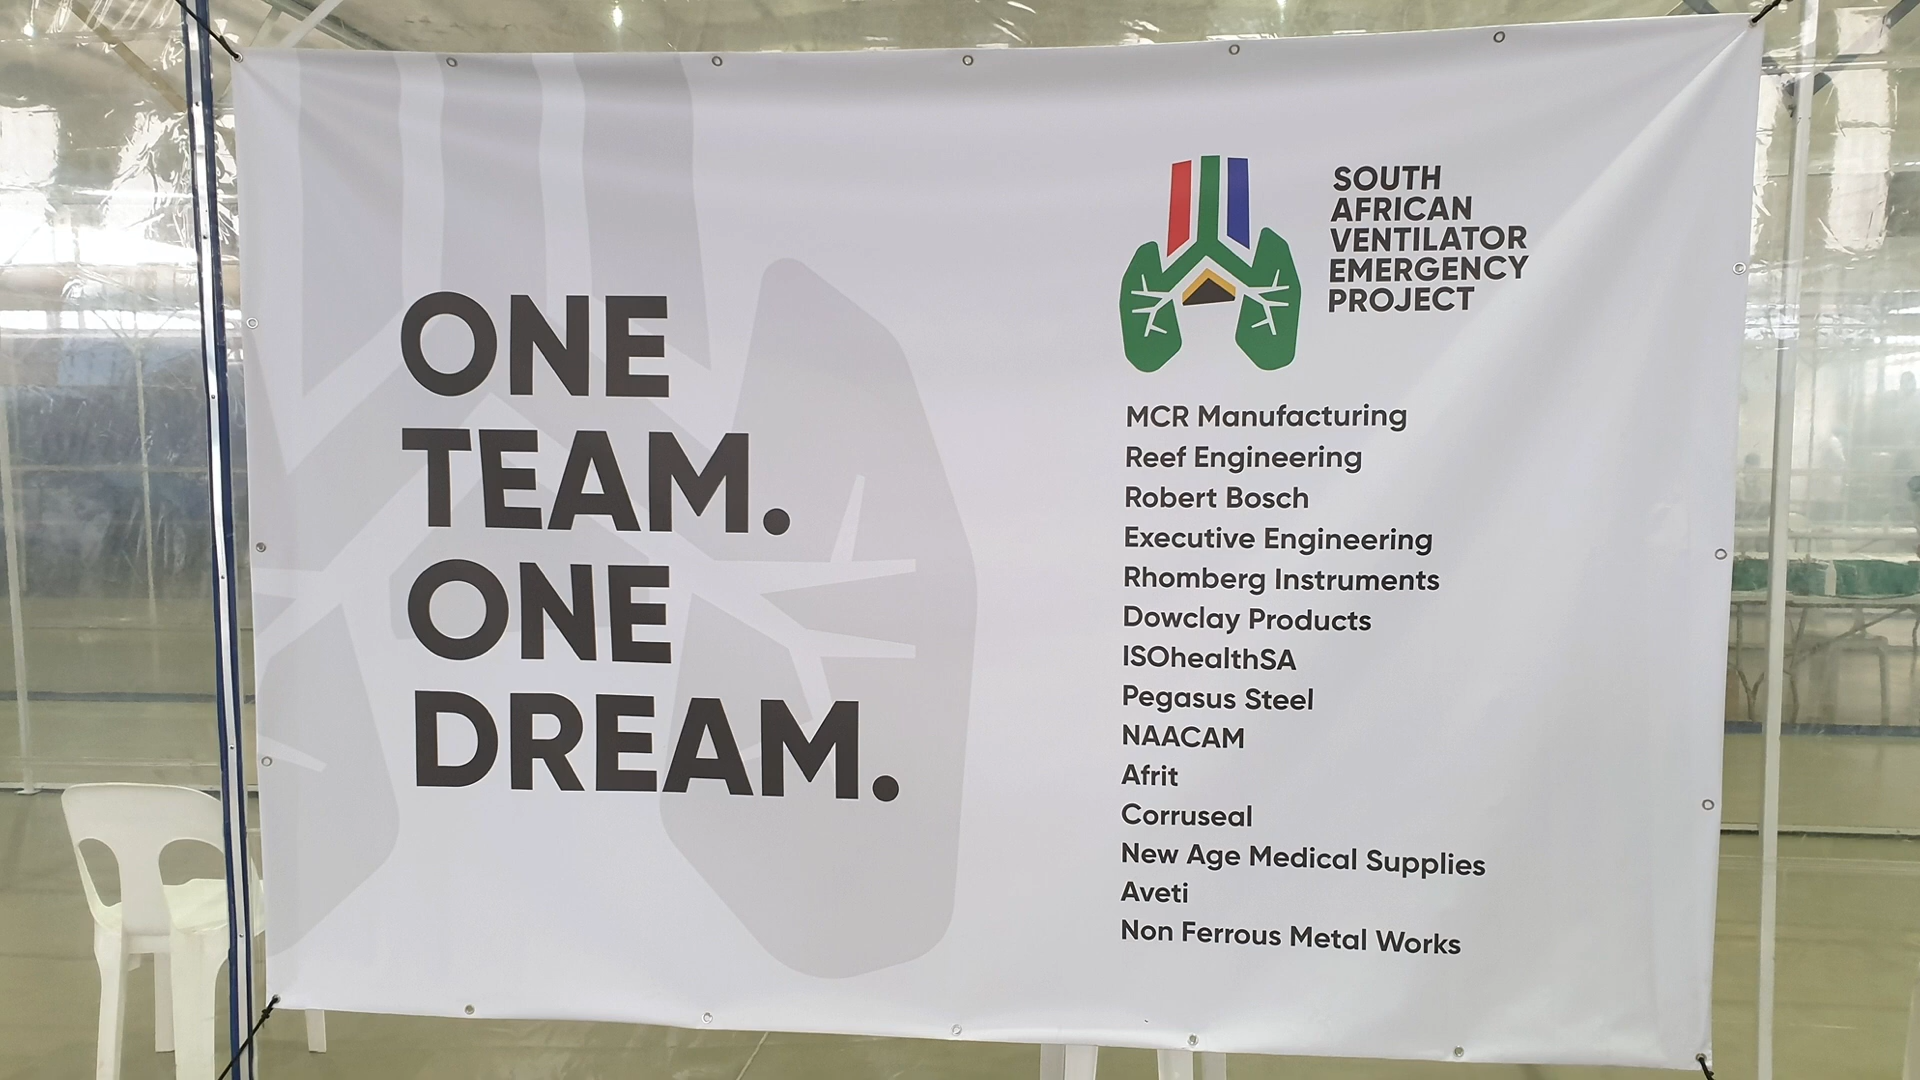 ONE
TEAM.
ONE
DREAM.
SOUTH
AFRICAN
VENTILATOR
EMERGENCY
PROJECT
MCR Manufacturing
Reef Engineering
Robert Bosch
Executive Engineering
Rhomberg Instruments
Dowclay Products
ISOhealthSA
Pegasus Steel
NAACAM
Afrit
Corruseal
New Age Medical Supplies
Aveti
Non Ferrous Metal Works